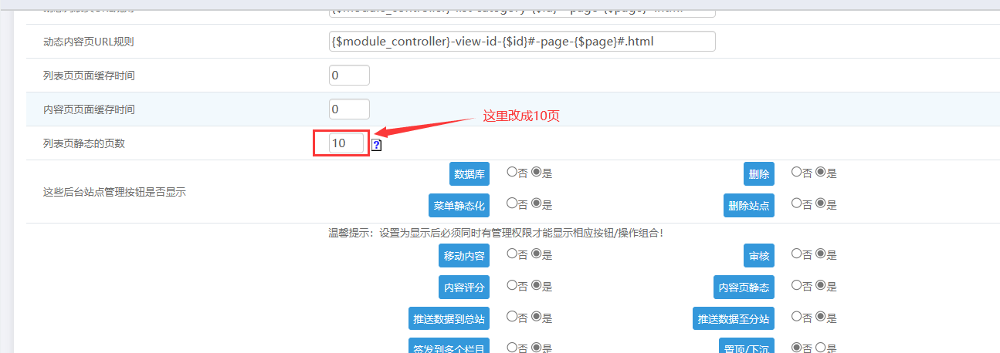 动态内容页URL规则 {$module_controller}-view-id-{$id}#-page-{$page}#.html
列表页页面缓存时间 0
内容页页面缓存时间 0
这里改成10页
列表页静态的页数 10 ?
数据库 否 是 删除 否 是
这些后台站点管理按钮是否显示
菜单静态化 否 是 删除站点 否 是
温馨提示：设置为显示后必须同时有管理权限才能显示相应按钮/操作组合！
移动内容 否 是 审核 否 是
内容评分 否 是 内容页静态 否 是
推送数据到总站 否 是 推送数据至分站 否 是
签发到多个栏目 否 是 置顶/下沉 否 是